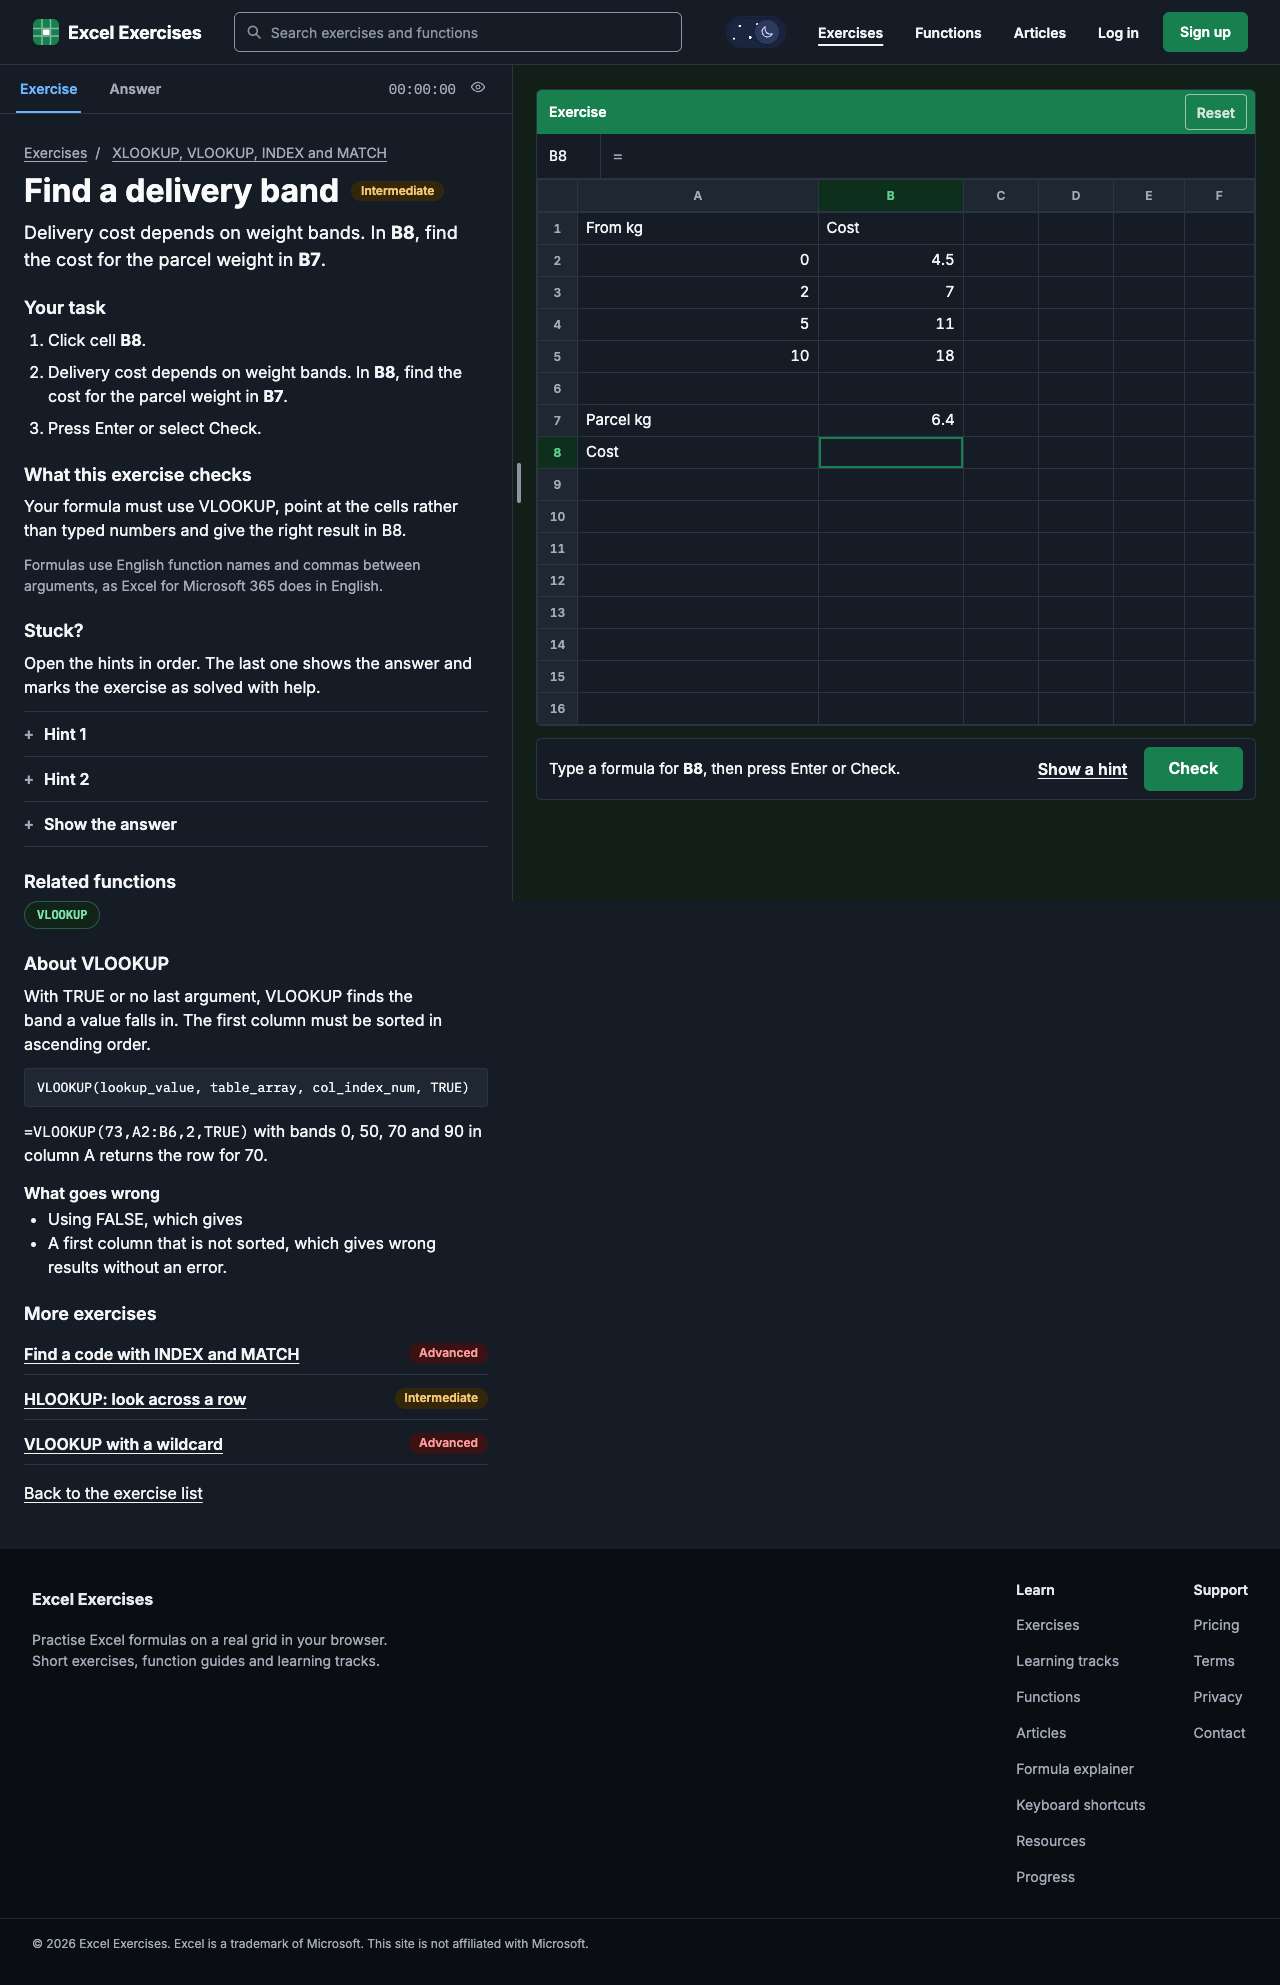 Excel Exercises
Search exercises and functions
Exercises
Functions
Articles
Log in
Sign up
Exercise
Answer
00:00:00
Exercises / XLOOKUP, VLOOKUP, INDEX and MATCH
Find a delivery band
Intermediate
Delivery cost depends on weight bands. In B8, find
the cost for the parcel weight in B7.
Your task
1. Click cell B8.
2. Delivery cost depends on weight bands. In B8, find the
cost for the parcel weight in B7.
3. Press Enter or select Check.
What this exercise checks
Your formula must use VLOOKUP, point at the cells rather
than typed numbers and give the right result in B8.
Formulas use English function names and commas between
arguments, as Excel for Microsoft 365 does in English.
Stuck?
Open the hints in order. The last one shows the answer and
marks the exercise as solved with help.
+ Hint 1
+ Hint 2
+ Show the answer
Related functions
VLOOKUP
About VLOOKUP
With TRUE or no last argument, VLOOKUP finds the
band a value falls in. The first column must be sorted in
ascending order.
VLOOKUP(lookup_value, table_array, col_index_num, TRUE)
=VLOOKUP(73,A2:B6,2,TRUE) with bands 0, 50, 70 and 90 in
column A returns the row for 70.
What goes wrong
• Using FALSE, which gives
• A first column that is not sorted, which gives wrong
results without an error.
More exercises
Find a code with INDEX and MATCH
Advanced
HLOOKUP: look across a row
Intermediate
VLOOKUP with a wildcard
Advanced
Back to the exercise list
Exercise
Reset
B8 =
A B C D E F
1 From kg Cost
2 0 4.5
3 2 7
4 5 11
5 10 18
6
7 Parcel kg 6.4
8 Cost
9
10
11
12
13
14
15
16
Type a formula for B8, then press Enter or Check.
Show a hint
Check
Excel Exercises
Practise Excel formulas on a real grid in your browser.
Short exercises, function guides and learning tracks.
Learn
Exercises
Learning tracks
Functions
Articles
Formula explainer
Keyboard shortcuts
Resources
Progress
Support
Pricing
Terms
Privacy
Contact
© 2026 Excel Exercises. Excel is a trademark of Microsoft. This site is not affiliated with Microsoft.